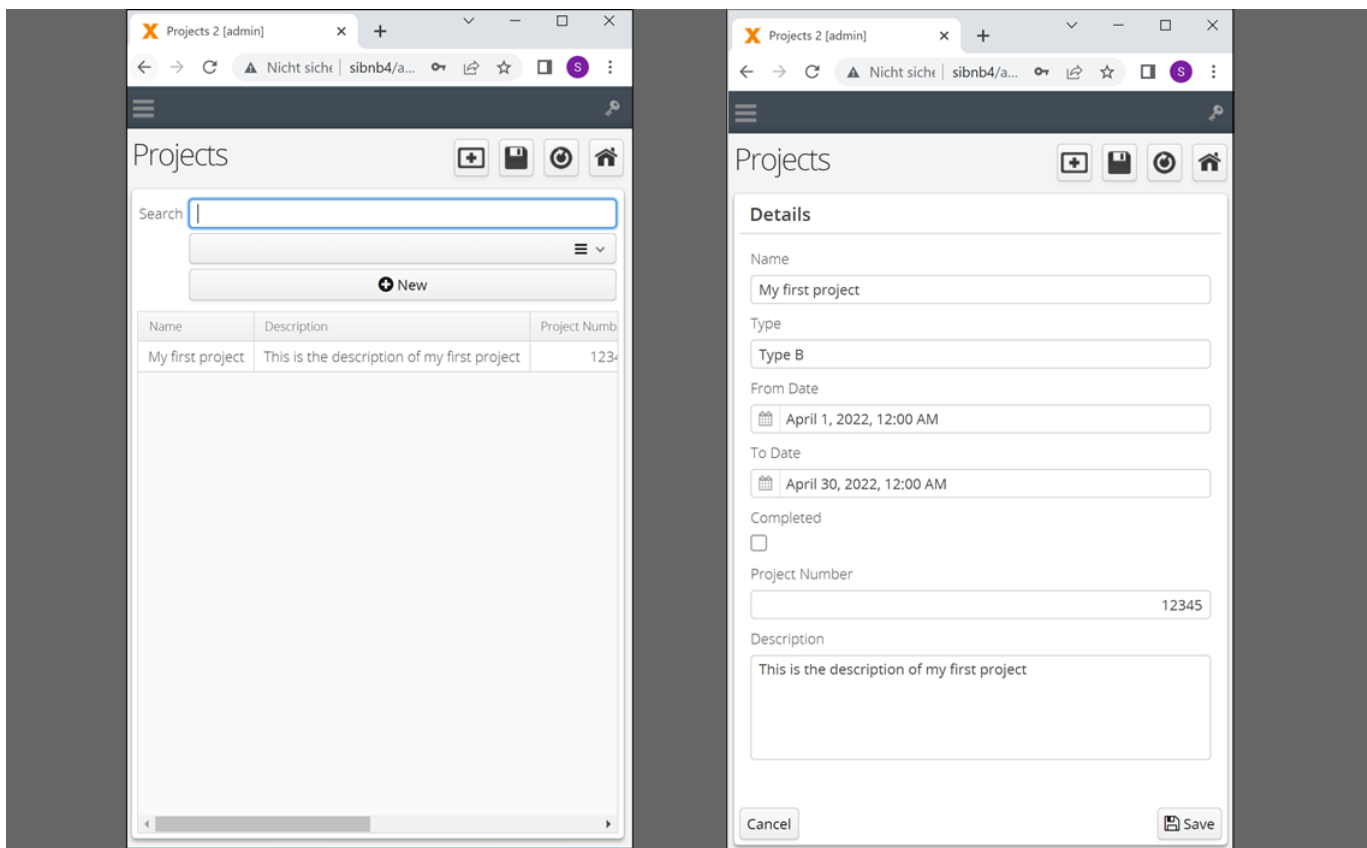 Projects 2 [admin]
Nicht siche
sibnb4/a...
S
Projects
Search
New
Name Description Project Numb
My first project This is the description of my first project 1234
Projects 2 [admin]
Nicht siche
sibnb4/a...
S
Projects
Details
Name
My first project
Type
Type B
From Date
April 1, 2022, 12:00 AM
To Date
April 30, 2022, 12:00 AM
Completed
Project Number
12345
Description
This is the description of my first project
Cancel Save